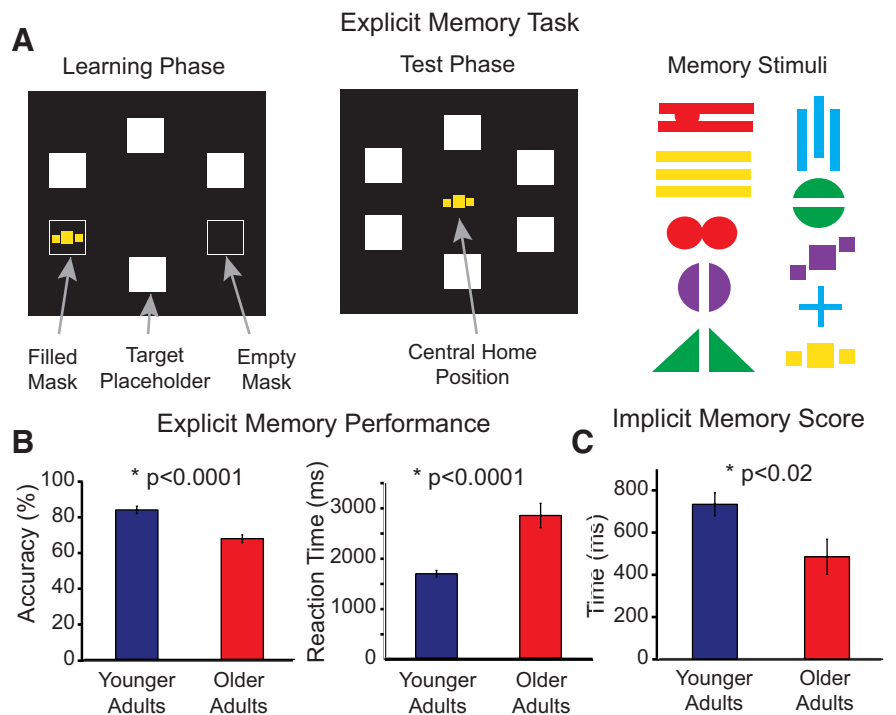 Explicit Memory Task
A
Learning Phase
Test Phase
Memory Stimuli
Filled
Mask
Target
Placeholder
Empty
Mask
Central Home
Position
B
Explicit Memory Performance
Accuracy (%)
100
80
60
40
20
0
* p<0.0001
Younger
Adults
Older
Adults
Reaction Time (ms)
3000
2000
1000
0
* p<0.0001
Younger
Adults
Older
Adults
C
Implicit Memory Score
Time (ms)
800
600
400
200
0
* p<0.02
Younger
Adults
Older
Adults